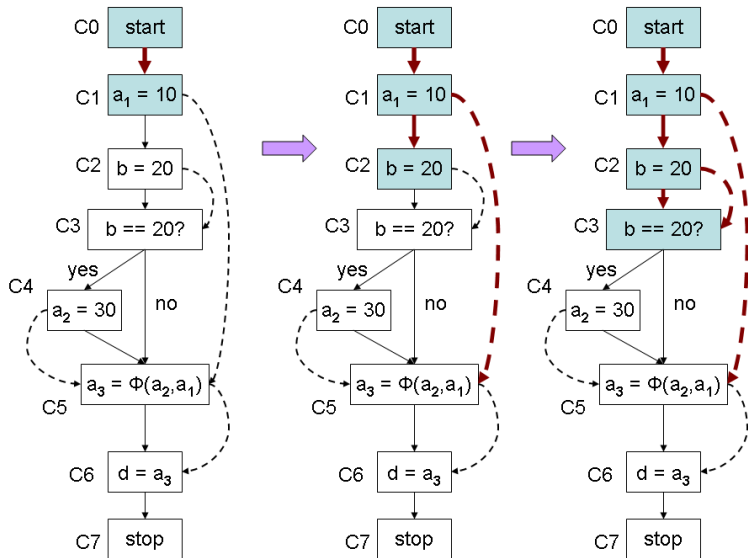 C0 start
C1 a₁ = 10
C2 b = 20
C3 b == 20?
yes
no
C4 a₂ = 30
a₃ = Φ(a₂,a₁)
C5
C6 d = a₃
C7 stop
C0 start
C1 a₁ = 10
C2 b = 20
C3 b == 20?
yes
no
C4 a₂ = 30
a₃ = Φ(a₂,a₁)
C5
C6 d = a₃
C7 stop
C0 start
C1 a₁ = 10
C2 b = 20
C3 b == 20?
yes
no
C4 a₂ = 30
a₃ = Φ(a₂,a₁)
C5
C6 d = a₃
C7 stop